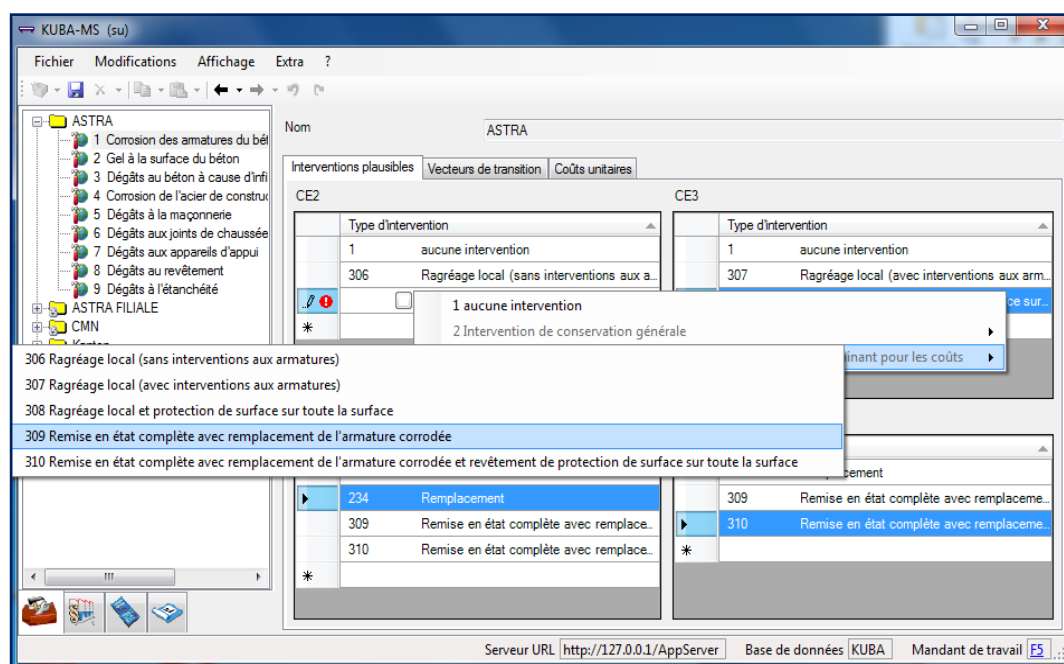 KUBA-MS (su)
Fichier Modifications Affichage Extra ?
ASTRA
1 Corrosion des armatures du bét
2 Gel à la surface du béton
3 Dégâts au béton à cause d'infi
4 Corrosion de l'acier de construc
5 Dégâts à la maçonnerie
6 Dégâts aux joints de chaussée
7 Dégâts aux appareils d'appui
8 Dégâts au revêtement
9 Dégâts à l'étanchéité
ASTRA FILIALE
CMN
Nom ASTRA
Interventions plausibles Vecteurs de transition Coûts unitaires
CE2 CE3
Type d'intervention Type d'intervention
1 aucune intervention 1 aucune intervention
306 Ragréage local (sans interventions aux a... 307 Ragréage local (avec interventions aux arm...
ce sur...
1 aucune intervention
2 Intervention de conservation générale
inant pour les coûts
306 Ragréage local (sans interventions aux armatures)
307 Ragréage local (avec interventions aux armatures)
308 Ragréage local et protection de surface sur toute la surface
309 Remise en état complète avec remplacement de l'armature corrodée
310 Remise en état complète avec remplacement de l'armature corrodée et revêtement de protection de surface sur toute la surface
234 Remplacement 309 Remise en état complète avec remplaceme...
309 Remise en état complète avec remplace... 310 Remise en état complète avec remplaceme...
310 Remise en état complète avec remplace...
Serveur URL http://127.0.0.1/AppServer Base de données KUBA Mandant de travail F5